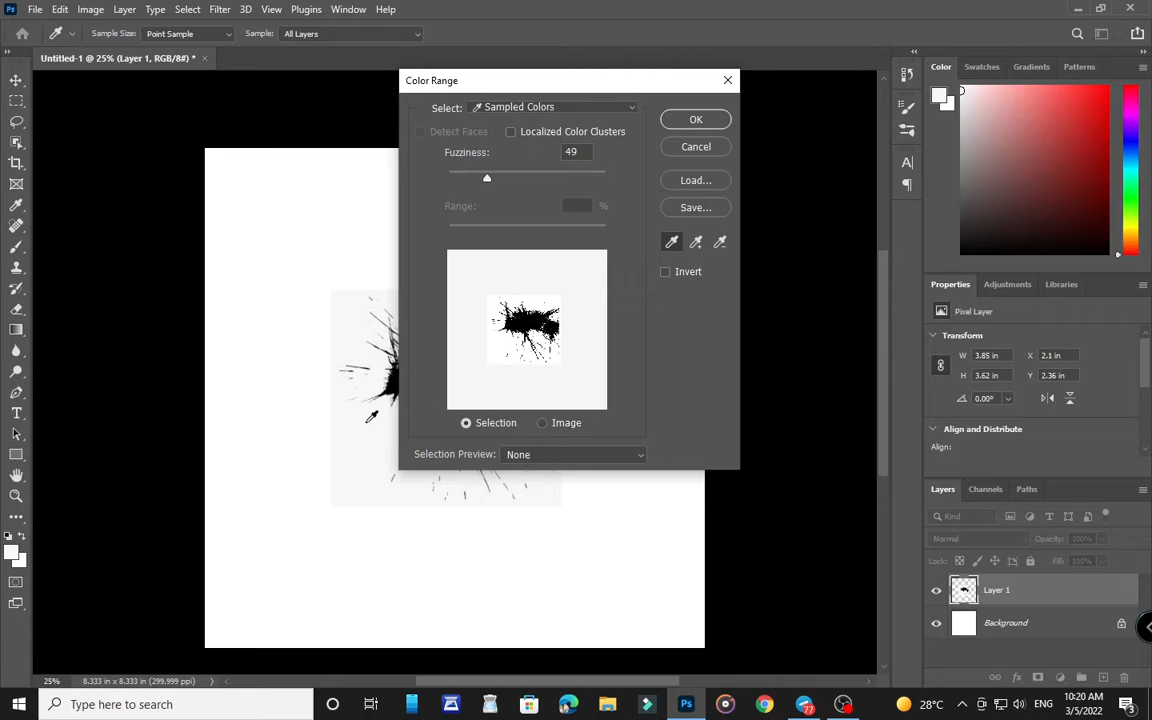 Ps File Edit Image Layer Type Select Filter 3D View Plugins Window Help
Sample Size: Point Sample Sample: All Layers
Untitled-1 @ 25% (Layer 1, RGB/8#) *
Color Range
Select: Sampled Colors
Detect Faces Localized Color Clusters
Fuzziness: 49
Range: %
Selection Image
Selection Preview: None
OK
Cancel
Load...
Save...
Invert
Color Swatches Gradients Patterns
Properties Adjustments Libraries
Pixel Layer
Transform
W 3.85 in X 2.1 in
H 3.62 in Y 2.36 in
0.00°
Align and Distribute
Align:
Layers Channels Paths
Kind
Normal Opacity: 100%
Lock: Fill: 100%
Layer 1
Background
25% 8.333 in x 8.333 in (299.999 ppi)
Type here to search
Ps
77
28°C
10:20 AM
3/5/2022
3